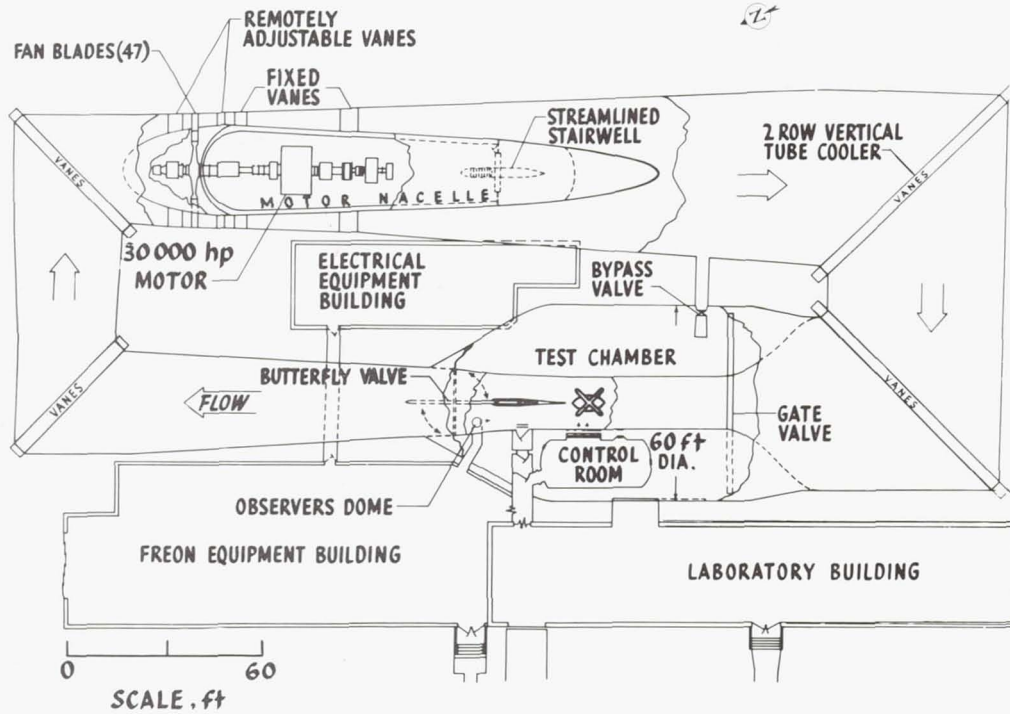 N
REMOTELY
ADJUSTABLE VANES
FAN BLADES(47)
FIXED
VANES
STREAMLINED
STAIRWELL
2 ROW VERTICAL
TUBE COOLER
VANES
VANES
MOTOR NACELLE
30 000 hp
MOTOR
ELECTRICAL
EQUIPMENT
BUILDING
BYPASS
VALVE
TEST CHAMBER
BUTTERFLY VALVE
VANES
FLOW
VANES
GATE
VALVE
CONTROL
ROOM
60 ft
DIA.
OBSERVERS DOME
FREON EQUIPMENT BUILDING
LABORATORY BUILDING
0 60
SCALE, ft